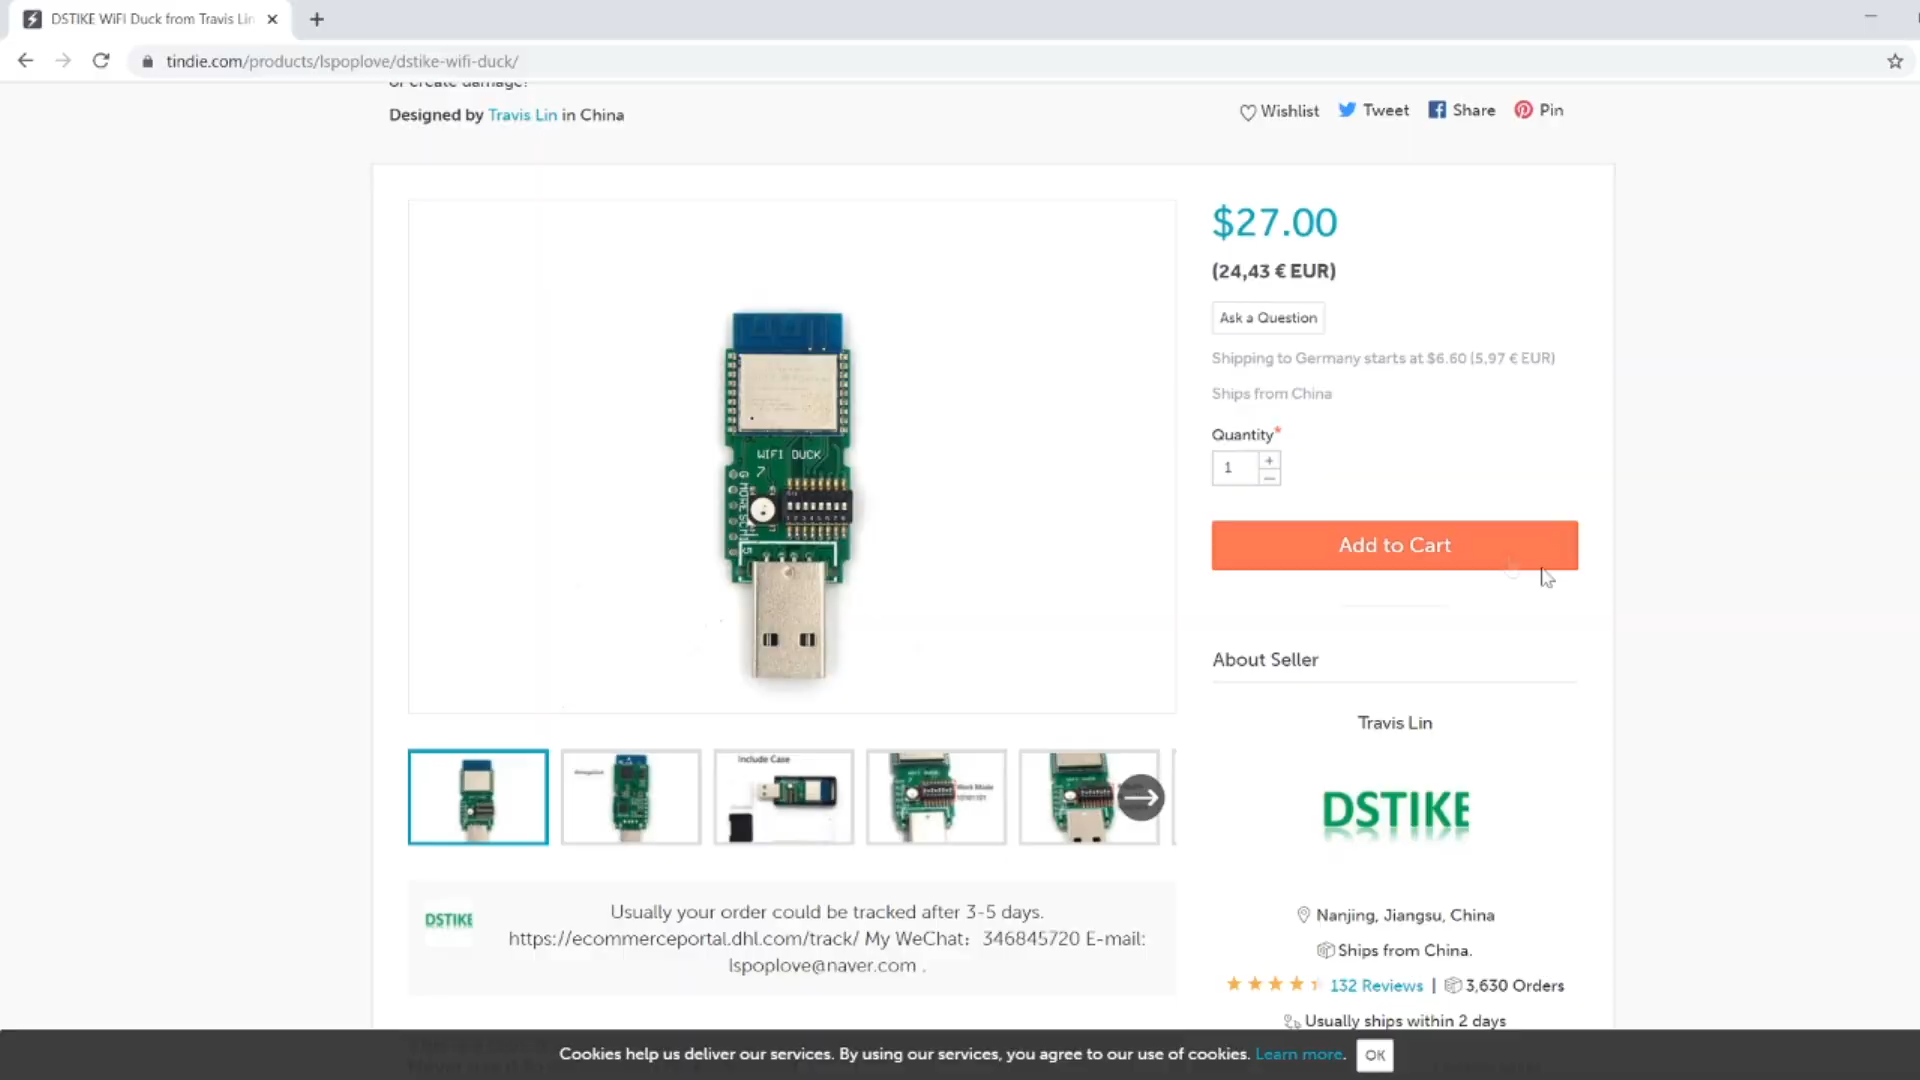 DSTIKE WiFi Duck from Travis Lin
tindie.com/products/lspoplove/dstike-wifi-duck/
or create damage!
Designed by Travis Lin in China
Wishlist
Tweet
Share
Pin
$27.00
(24,43 € EUR)
Ask a Question
Shipping to Germany starts at $6.60 (5,97 € EUR)
Ships from China
Quantity*
1
Add to Cart
WIFI DUCK
7
About Seller
Travis Lin
Include Case
DSTIKE
DSTIKE
Usually your order could be tracked after 3-5 days.
https://ecommerceportal.dhl.com/track/ My WeChat：346845720 E-mail:
lspoplove@naver.com .
Nanjing, Jiangsu, China
Ships from China.
132 Reviews | 3,630 Orders
Usually ships within 2 days
Cookies help us deliver our services. By using our services, you agree to our use of cookies. Learn more.
OK